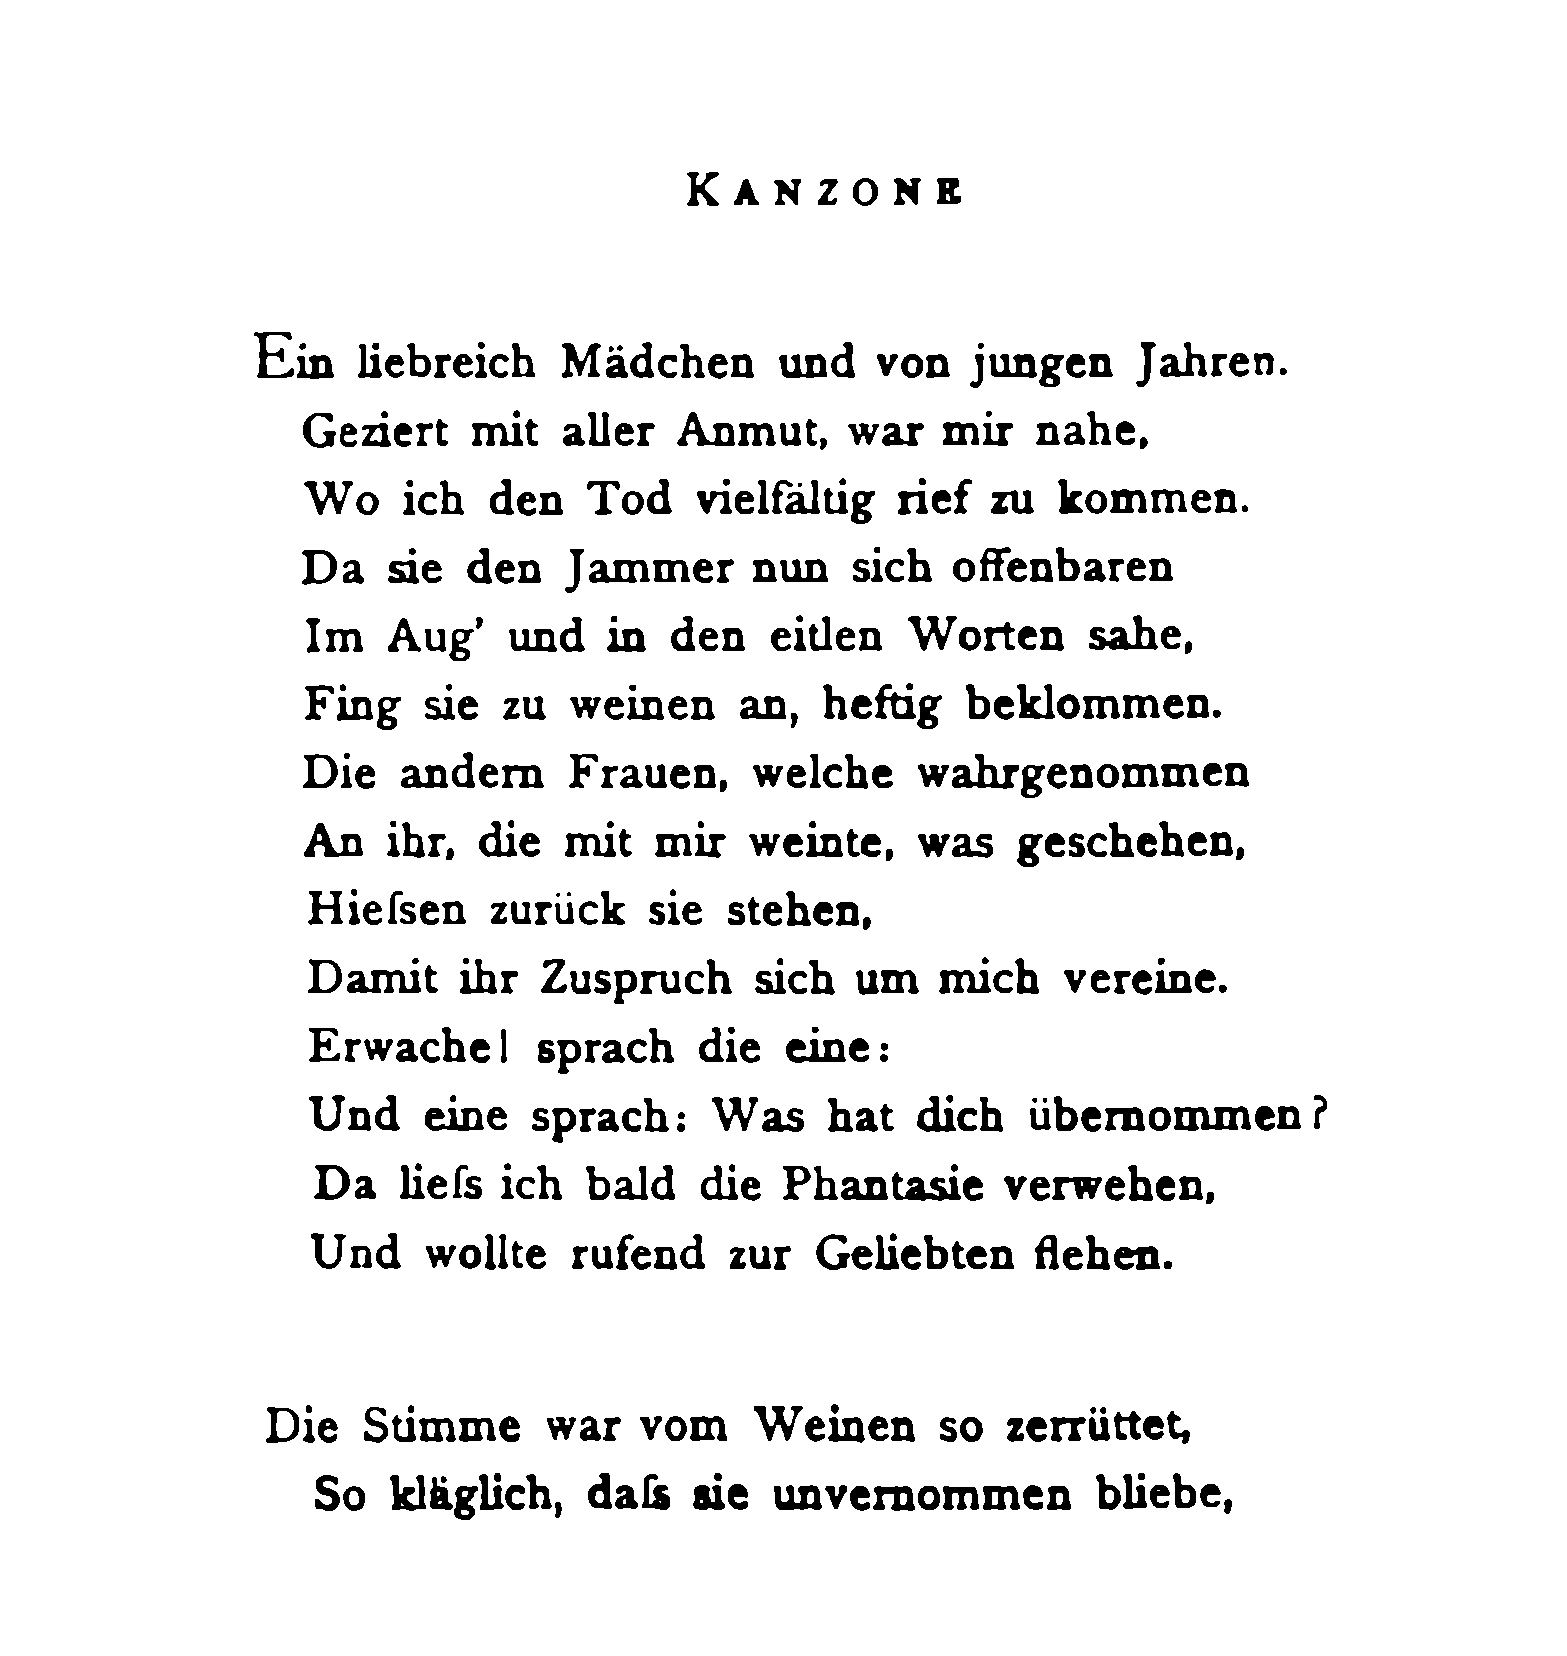 KANZONE
Ein liebreich Mädchen und von jungen Jahren.
Geziert mit aller Anmut, war mir nahe,
Wo ich den Tod vielfältig rief zu kommen.
Da sie den Jammer nun sich offenbaren
Im Aug’ und in den eitlen Worten sahe,
Fing sie zu weinen an, heftig beklommen.
Die andern Frauen, welche wahrgenommen
An ihr, die mit mir weinte, was geschehen,
Hieſsen zurück sie stehen,
Damit ihr Zuspruch sich um mich vereine.
Erwache! sprach die eine:
Und eine sprach: Was hat dich übernommen?
Da lieſs ich bald die Phantasie verwehen,
Und wollte rufend zur Geliebten flehen.
Die Stimme war vom Weinen so zerrüttet,
So kläglich, daſs sie unvernommen bliebe,